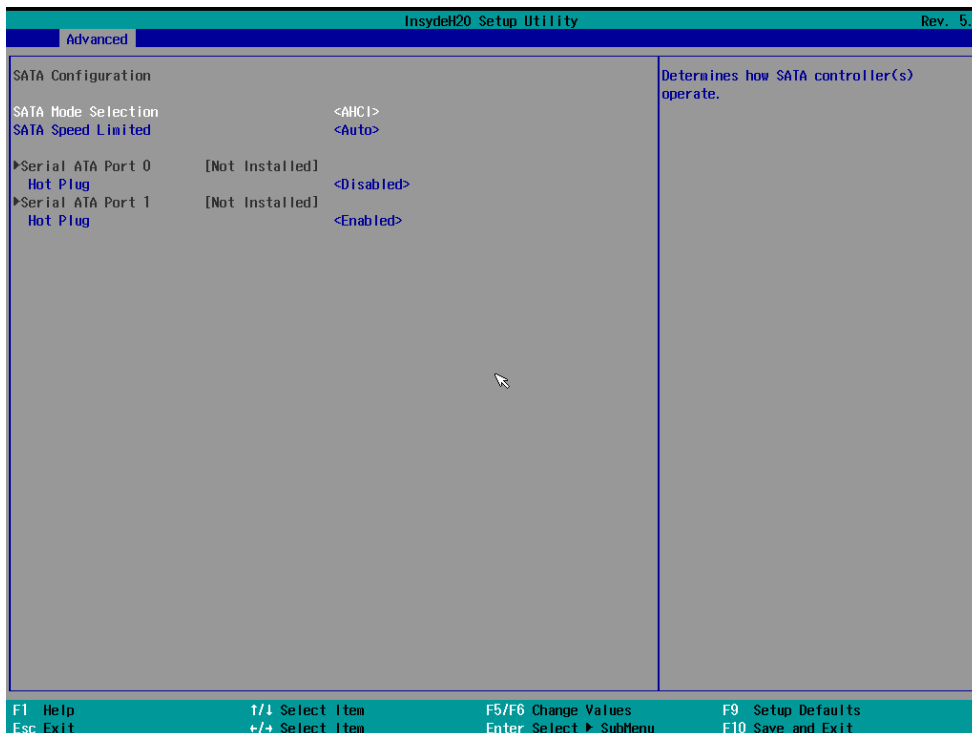 InsydeH20 Setup Utility Rev. 5.
Advanced
SATA Configuration
Determines how SATA controller(s)
operate.
SATA Mode Selection <AHCI>
SATA Speed Limited <Auto>
▶Serial ATA Port 0 [Not Installed]
Hot Plug <Disabled>
▶Serial ATA Port 1 [Not Installed]
Hot Plug <Enabled>
F1 Help ↑/↓ Select Item F5/F6 Change Values F9 Setup Defaults
Esc Exit ←/→ Select Item Enter Select ▶ SubMenu F10 Save and Exit